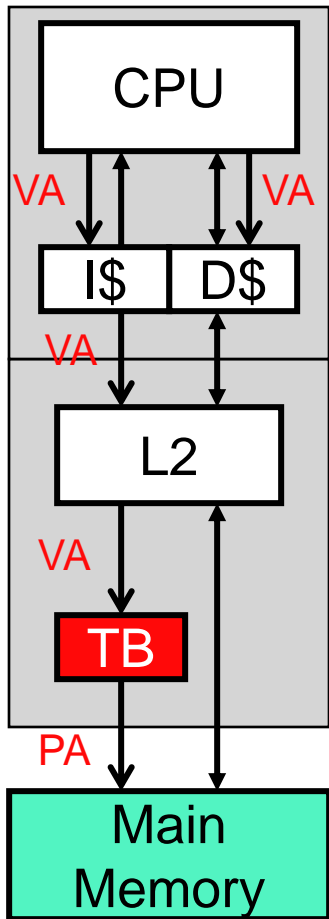 CPU
VA VA
I$ D$
VA
L2
VA
TB
PA
Main
Memory